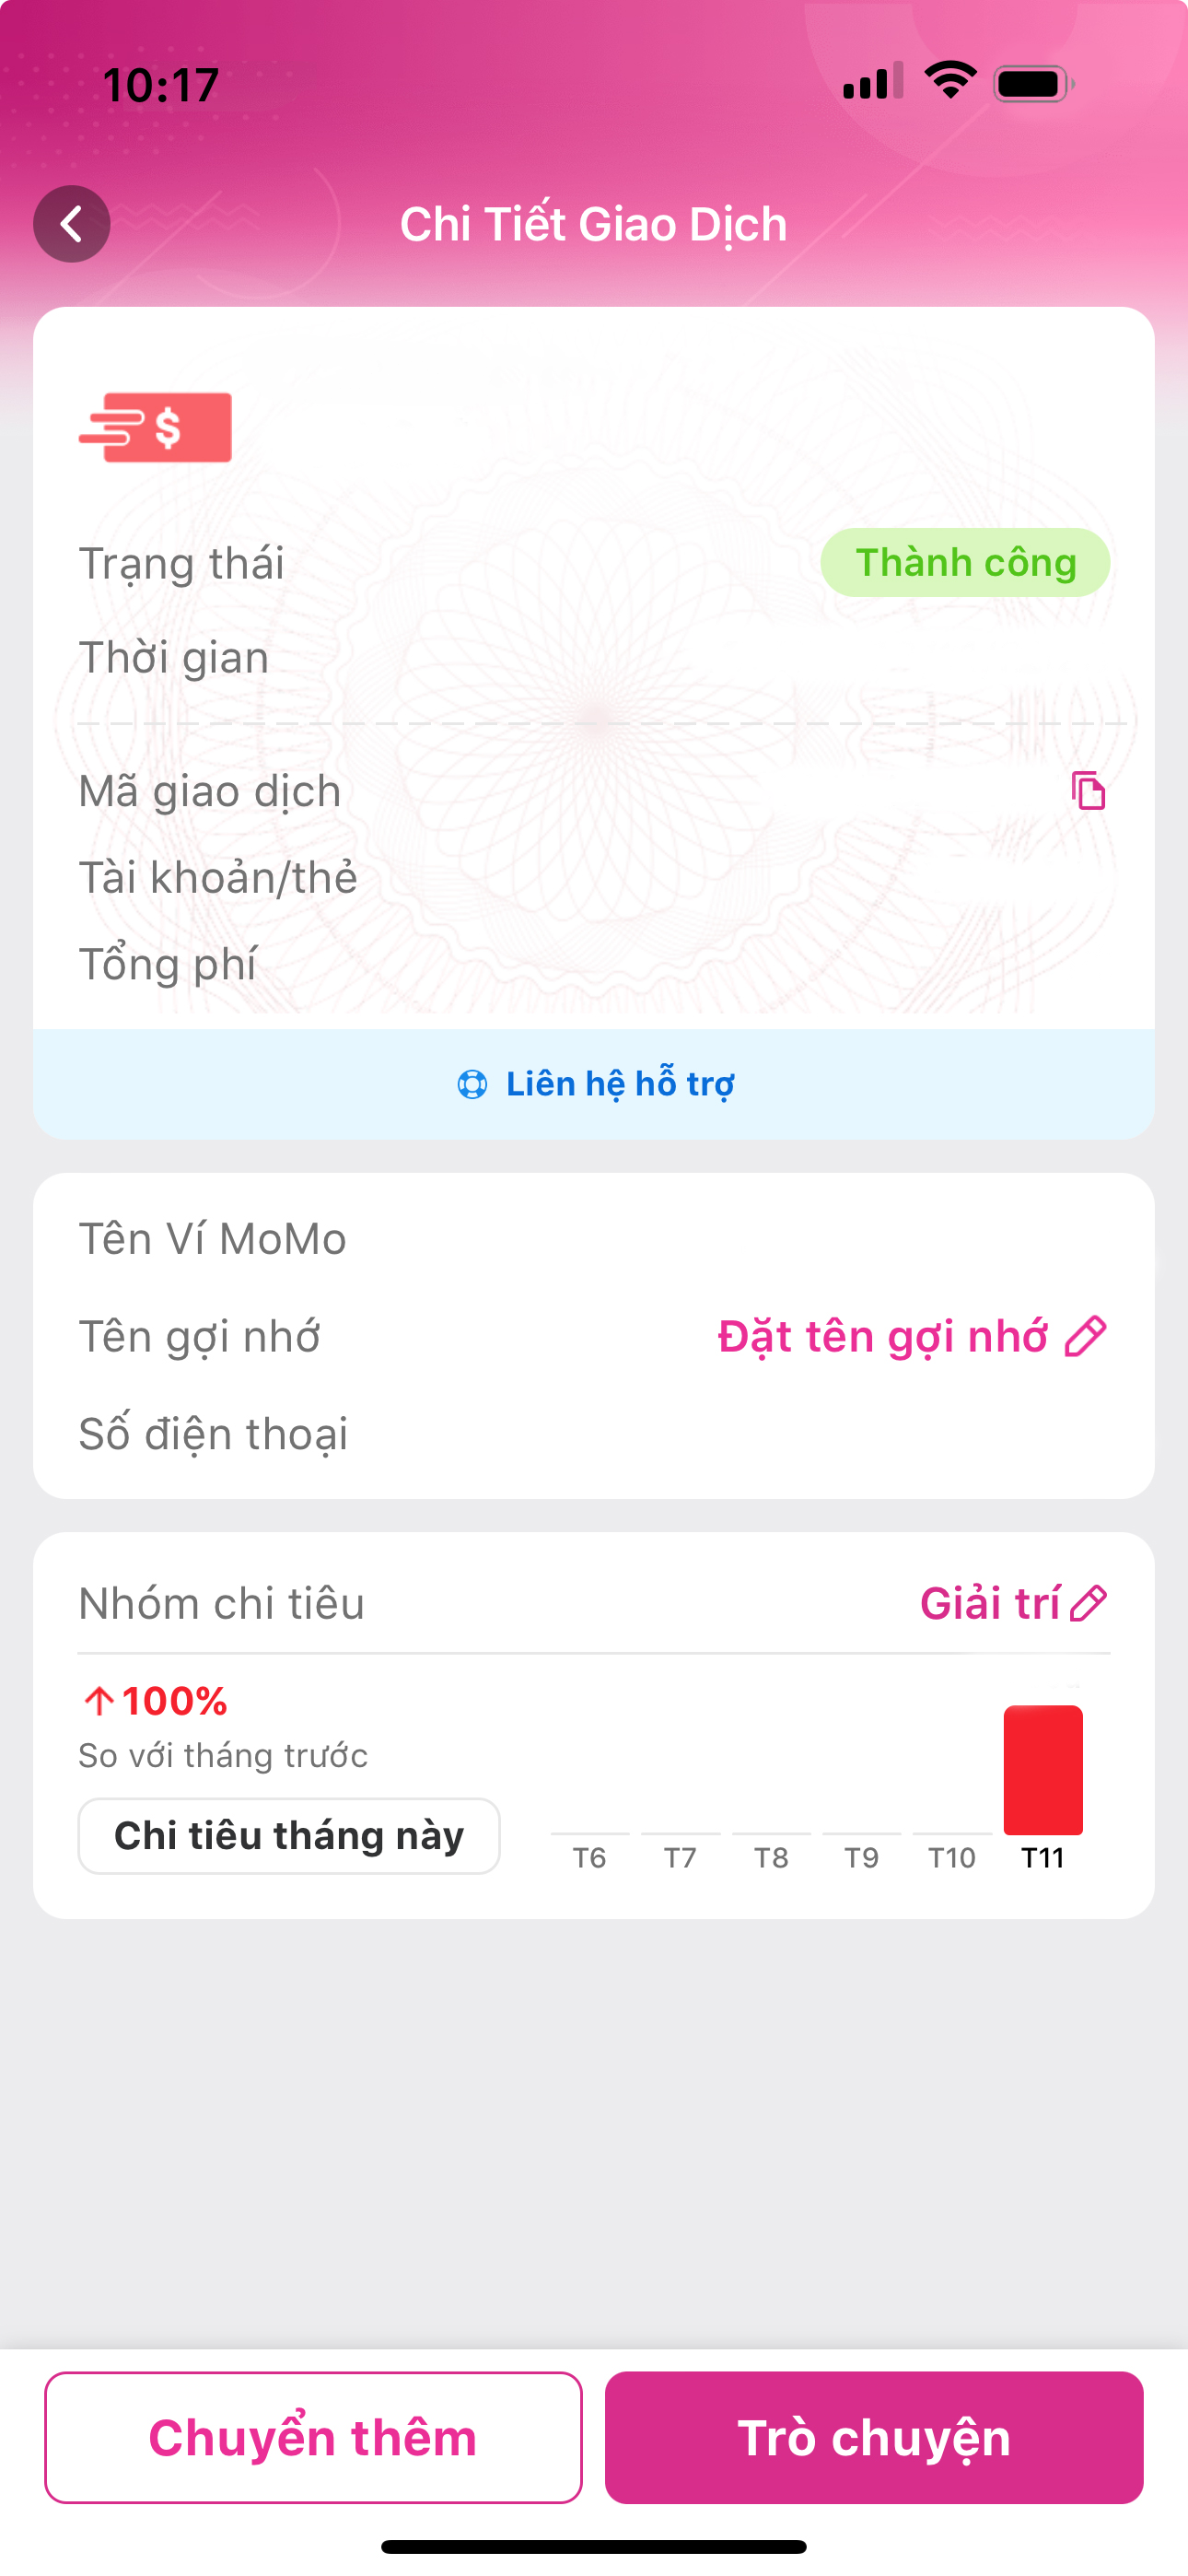 10:17
Chi Tiết Giao Dịch
$
Trạng thái
Thành công
Thời gian
Mã giao dịch
Tài khoản/thẻ
Tổng phí
Liên hệ hỗ trợ
Tên Ví MoMo
Tên gợi nhớ
Đặt tên gợi nhớ
Số điện thoại
Nhóm chi tiêu
Giải trí
↑100%
So với tháng trước
Chi tiêu tháng này
T6 T7 T8 T9 T10 T11
Chuyển thêm
Trò chuyện